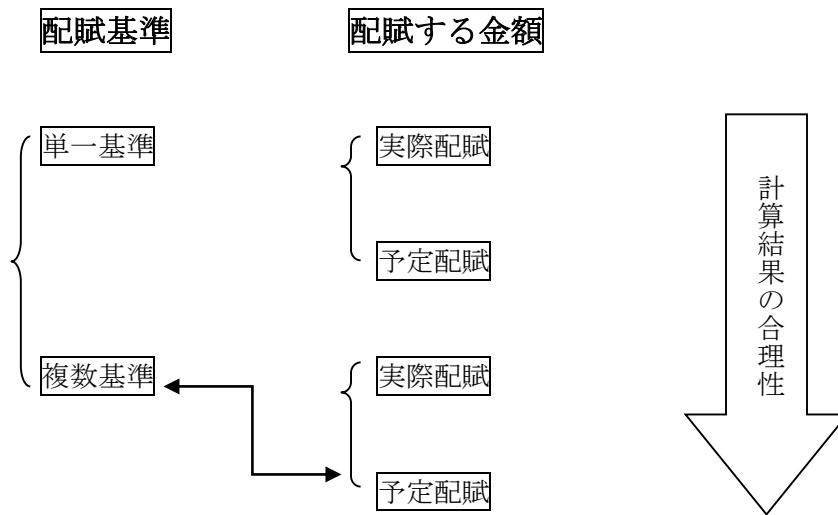 配賦基準
配賦する金額
単一基準
実際配賦
予定配賦
複数基準
実際配賦
予定配賦
計算結果の合理性